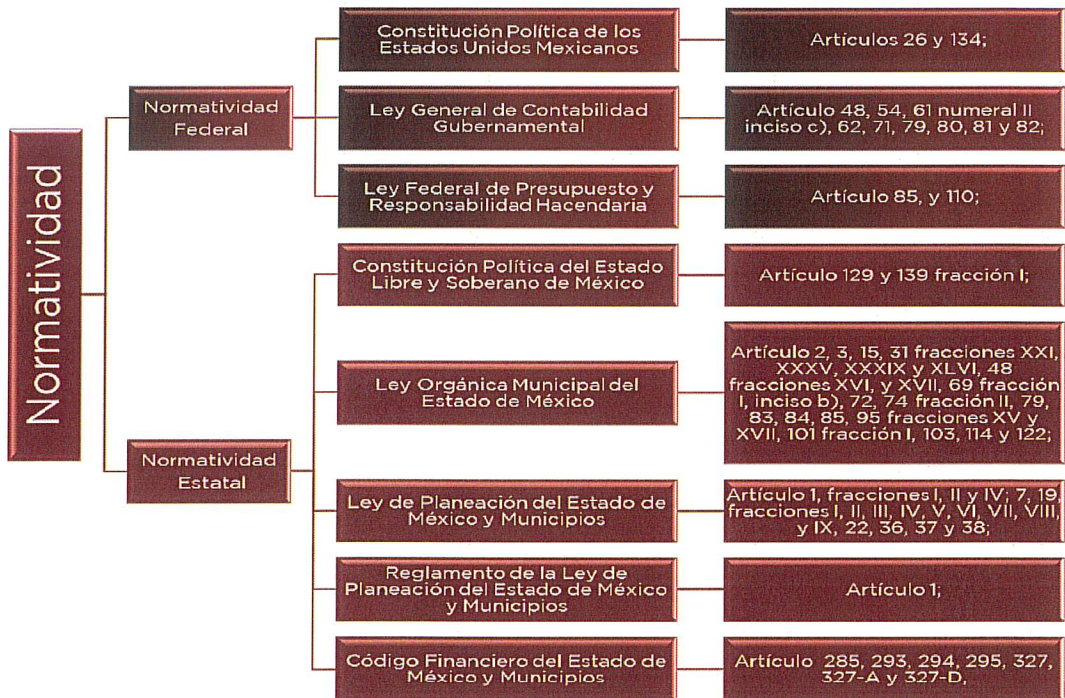 Normatividad
Normatividad
Federal
Constitución Política de los
Estados Unidos Mexicanos
Artículos 26 y 134;
Ley General de Contabilidad
Gubernamental
Artículo 48, 54, 61 numeral II
inciso c), 62, 71, 79, 80, 81 y 82;
Ley Federal de Presupuesto y
Responsabilidad Hacendaria
Artículo 85, y 110;
Normatividad
Estatal
Constitución Política del Estado
Libre y Soberano de México
Artículo 129 y 139 fracción I;
Ley Orgánica Municipal del
Estado de México
Artículo 2, 3, 15, 31 fracciones XXI,
XXXV, XXXIX y XLVI, 48
fracciones XVI, y XVII, 69 fracción
I, inciso b), 72, 74 fracción II, 79,
83, 84, 85, 95 fracciones XV y
XVII, 101 fracción I, 103, 114 y 122;
Ley de Planeación del Estado de
México y Municipios
Artículo 1, fracciones I, II y IV; 7, 19,
fracciones I, II, III, IV, V, VI, VII, VIII,
y IX, 22, 36, 37 y 38;
Reglamento de la Ley de
Planeación del Estado de México
y Municipios
Artículo 1;
Código Financiero del Estado de
México y Municipios
Artículo 285, 293, 294, 295, 327,
327-A y 327-D,